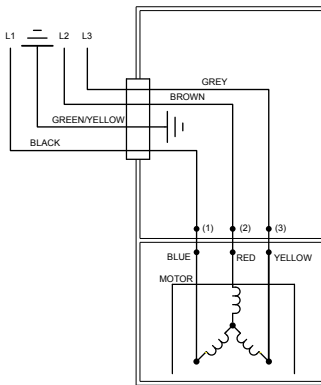 L1 L2 L3
GREY
BROWN
GREEN/YELLOW
BLACK
(1) (2) (3)
BLUE RED YELLOW
MOTOR